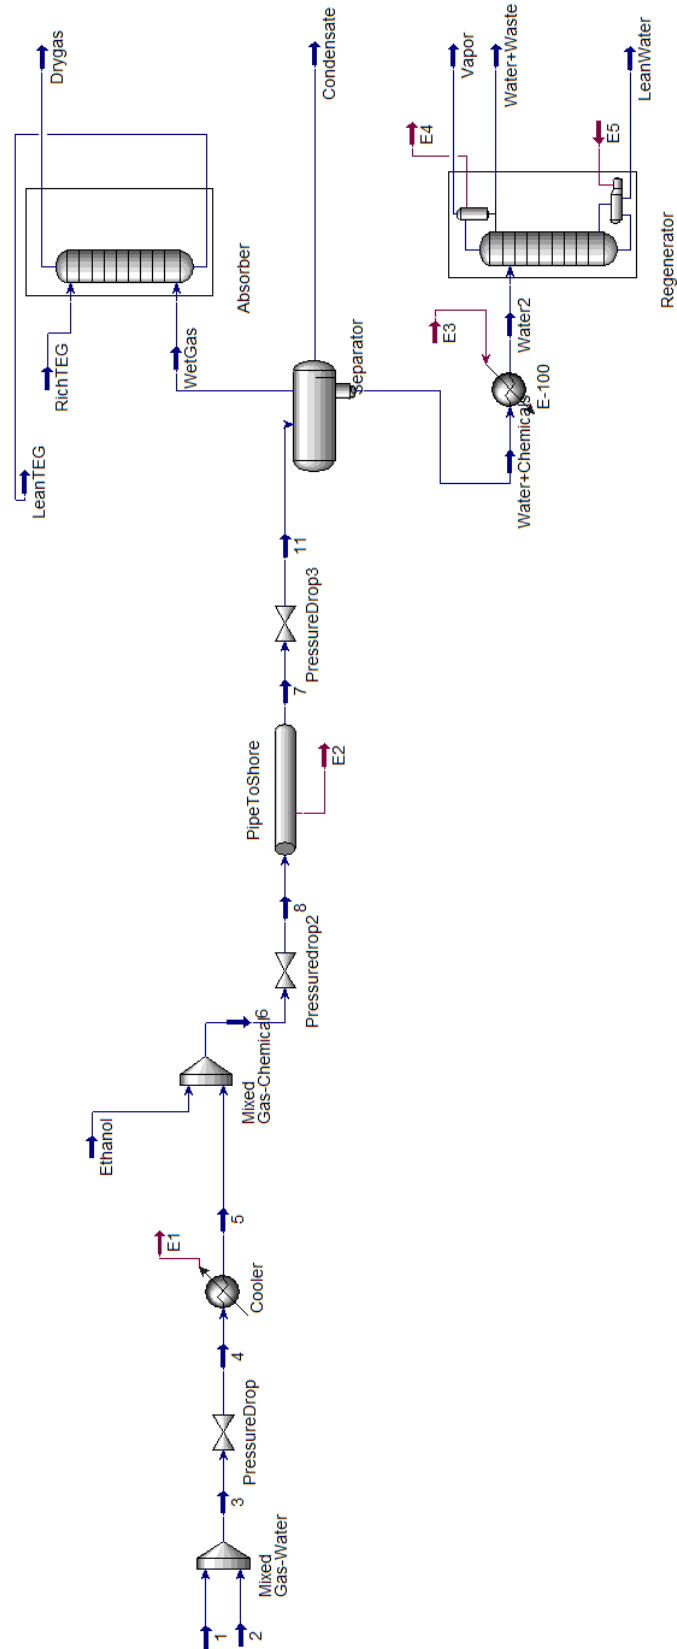 1
2
Mixed
Gas-Water
3
PressureDrop
4
Cooler
E1
5
Ethanol
Mixed
Gas-Chemical
6
Pressuredrop2
8
PipeToShore
E2
7
PressureDrop3
11
Separator
WetGas
RichTEG
LeanTEG
Absorber
Drygas
Condensate
Water+Chemicals
E-100
E3
Water2
Regenerator
E4
E5
Vapor
Water+Waste
LeanWater